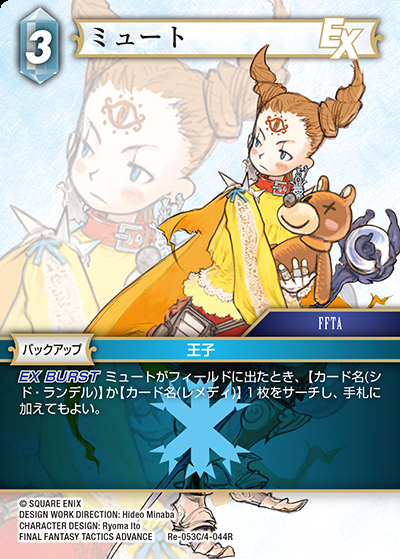 3
ミュート
EX
FFTA
バックアップ
王子
EX BURST ミュートがフィールドに出たとき、【カード名(シ
ド・ランデル)】か【カード名(レメディ)】1枚をサーチし、手札に
加えてもよい。
© SQUARE ENIX
DESIGN WORK DIRECTION: Hideo Minaba
CHARACTER DESIGN: Ryoma Ito
FINAL FANTASY TACTICS ADVANCE Re-053C/4-044R